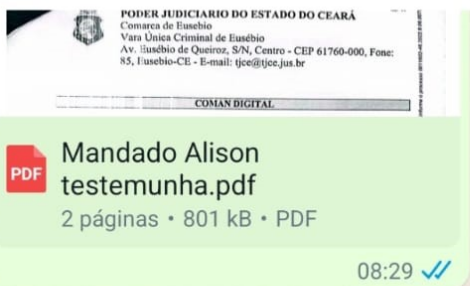 PODER JUDICIARIO DO ESTADO DO CEARÁ
Comarca de Eusebio
Vara Única Criminal de Eusébio
Av. Eusébio de Queiroz, S/N, Centro - CEP 61760-000, Fone:
85, Eusebio-CE - E-mail: tjce@tjce.jus.br
COMAN DIGITAL
PDF
Mandado Alison
testemunha.pdf
2 páginas • 801 kB • PDF
08:29